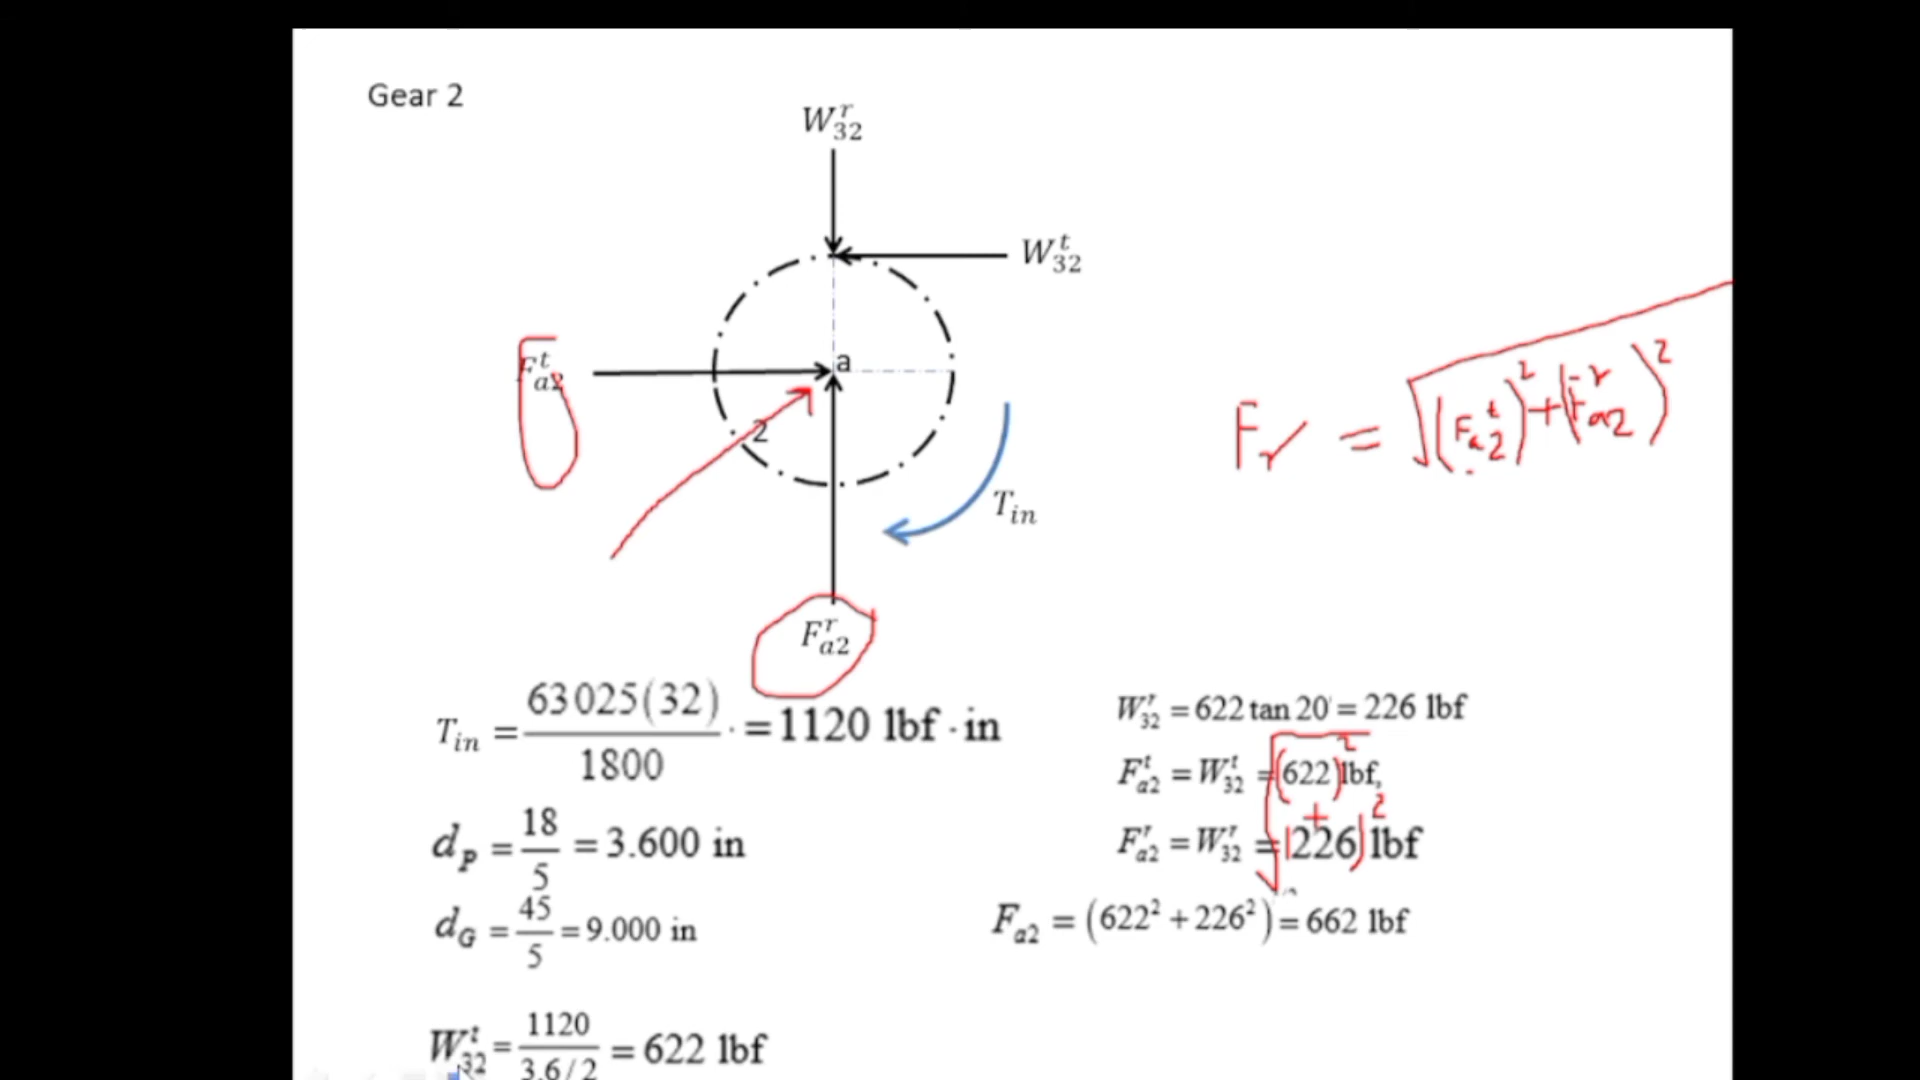 Gear 2
W^r_32
W^t_32
F^t_a2
a
2
T_in
F^r_a2
F_r = √((F^t_a2)² + (F^r_a2)²)
T_in = 63 025(32) / 1800 · = 1120 lbf · in
d_P = 18/5 = 3.600 in
d_G = 45/5 = 9.000 in
W^t_32 = 1120 / 3.6/2 = 622 lbf
W^r_32 = 622 tan 20 = 226 lbf
F^t_a2 = W^t_32 = √(622)² lbf,
+
F^r_a2 = W^r_32 = (226)² lbf
F_a2 = (622² + 226²) = 662 lbf